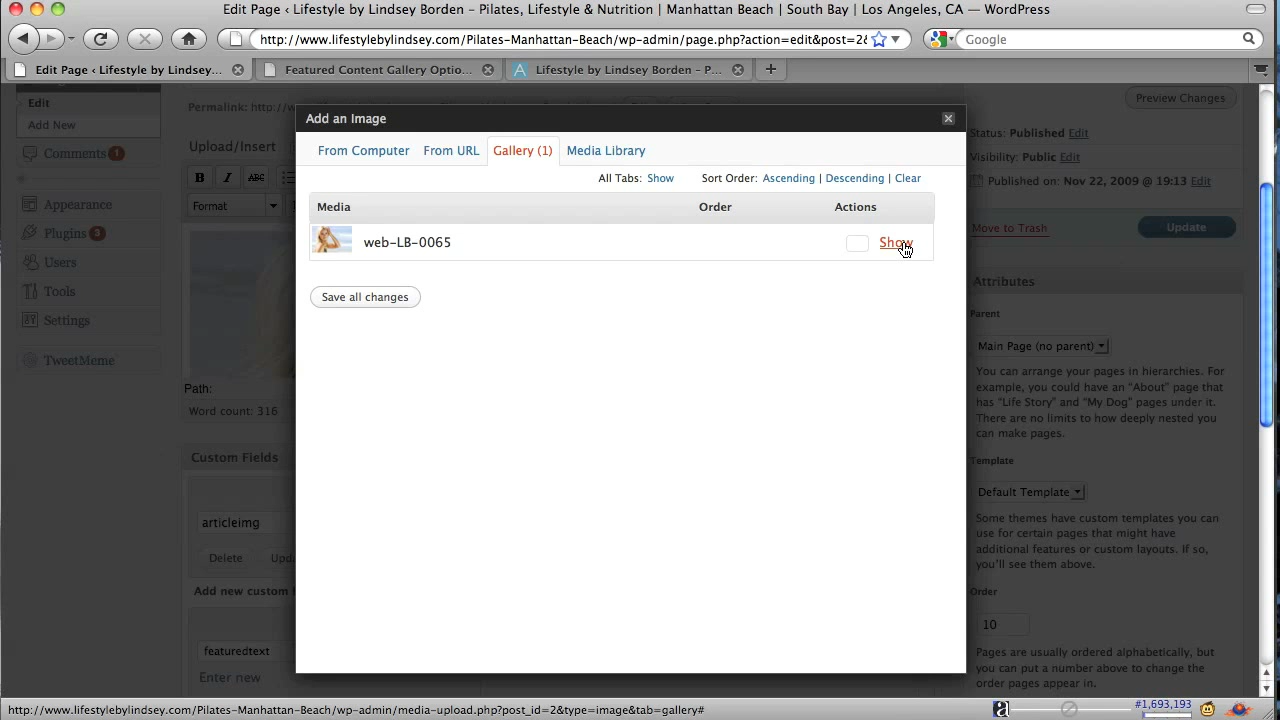 Edit Page ‹ Lifestyle by Lindsey Borden – Pilates, Lifestyle & Nutrition | Manhattan Beach | South Bay | Los Angeles, CA — WordPress
http://www.lifestylebylindsey.com/Pilates-Manhattan-Beach/wp-admin/page.php?action=edit&post=2&
Google
Edit Page ‹ Lifestyle by Lindsey...
Featured Content Gallery Optio...
Lifestyle by Lindsey Borden – P...
Edit
Add New
Comments 1
Appearance
Plugins 3
Users
Tools
Settings
TweetMeme
Permalink: http://w
Upload/Insert
B I ABC
Format
Path:
Word count: 316
Custom Fields
articleimg
Delete
Upd
Add new custom
featuredtext
Enter new
Add an Image
From Computer
From URL
Gallery (1)
Media Library
All Tabs: Show
Sort Order: Ascending | Descending | Clear
Media
Order
Actions
web-LB-0065
Show
Save all changes
Preview Changes
Status: Published Edit
Visibility: Public Edit
Published on: Nov 22, 2009 @ 19:13 Edit
Move to Trash
Update
Attributes
Parent
Main Page (no parent)
You can arrange your pages in hierarchies. For
example, you could have an “About” page that
has “Life Story” and “My Dog” pages under it.
There are no limits to how deeply nested you
can make pages.
Template
Default Template
Some themes have custom templates you can
use for certain pages that might have
additional features or custom layouts. If so,
you’ll see them above.
Order
10
Pages are usually ordered alphabetically, but
you can put a number above to change the
order pages appear in.
http://www.lifestylebylindsey.com/Pilates-Manhattan-Beach/wp-admin/media-upload.php?post_id=2&type=image&tab=gallery#
a
#1,693,193